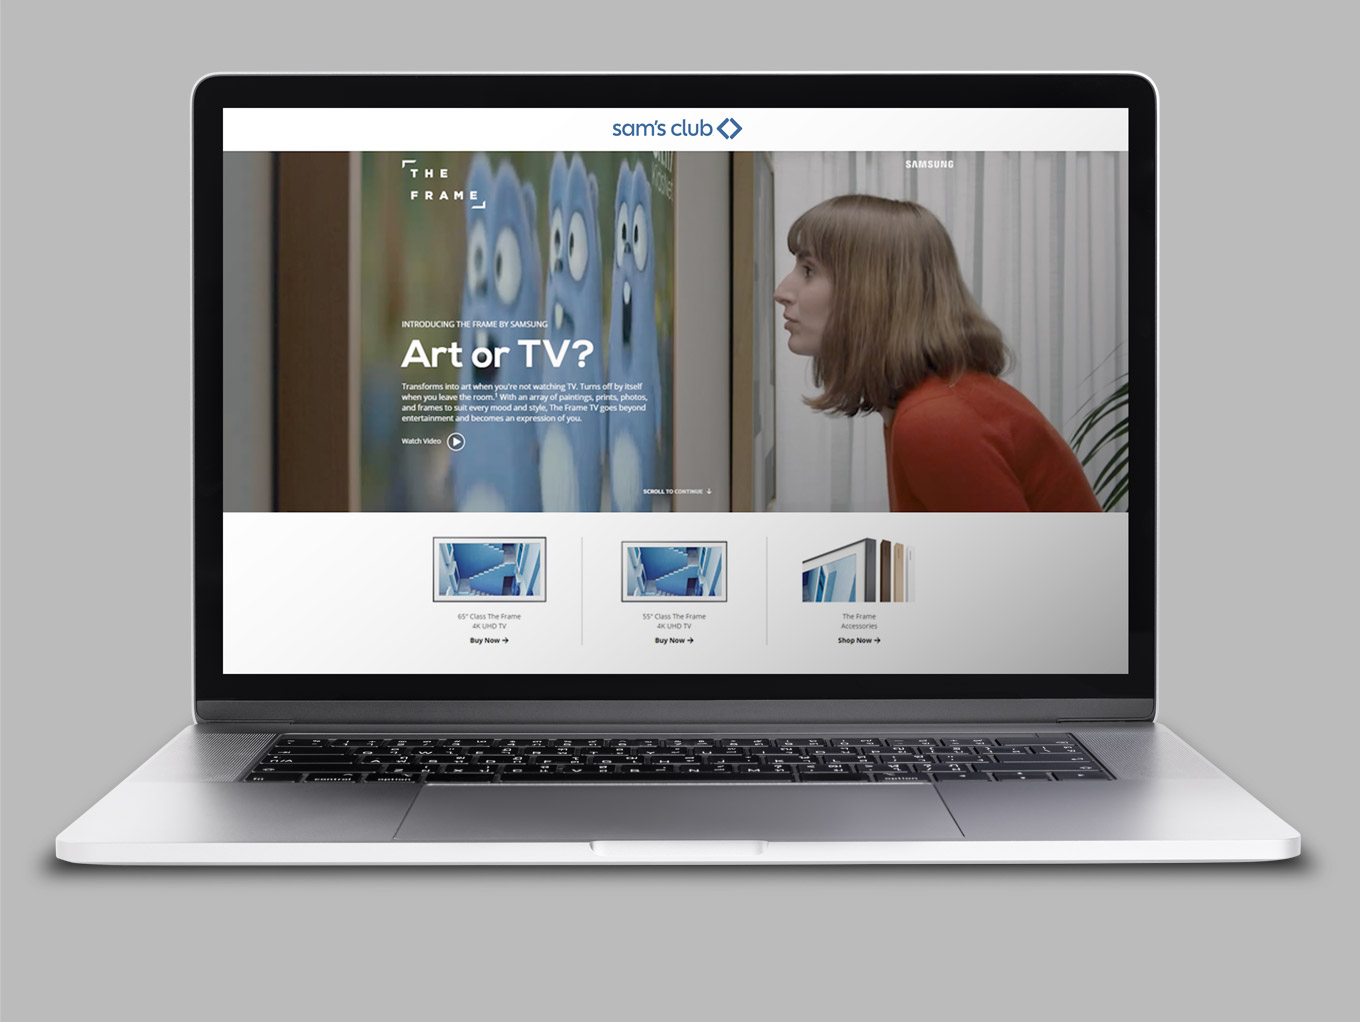 sam's club
THE
FRAME
SAMSUNG
INTRODUCING THE FRAME BY SAMSUNG
Art or TV?
Transforms into art when you're not watching TV. Turns off by itself
when you leave the room.¹ With an array of paintings, prints, photos,
and frames to suit every mood and style, The Frame TV goes beyond
entertainment and becomes an expression of you.
Watch Video
SCROLL TO CONTINUE ↓
65" Class The Frame
4K UHD TV
Buy Now →
55" Class The Frame
4K UHD TV
Buy Now →
The Frame
Accessories
Shop Now →
fn control option option